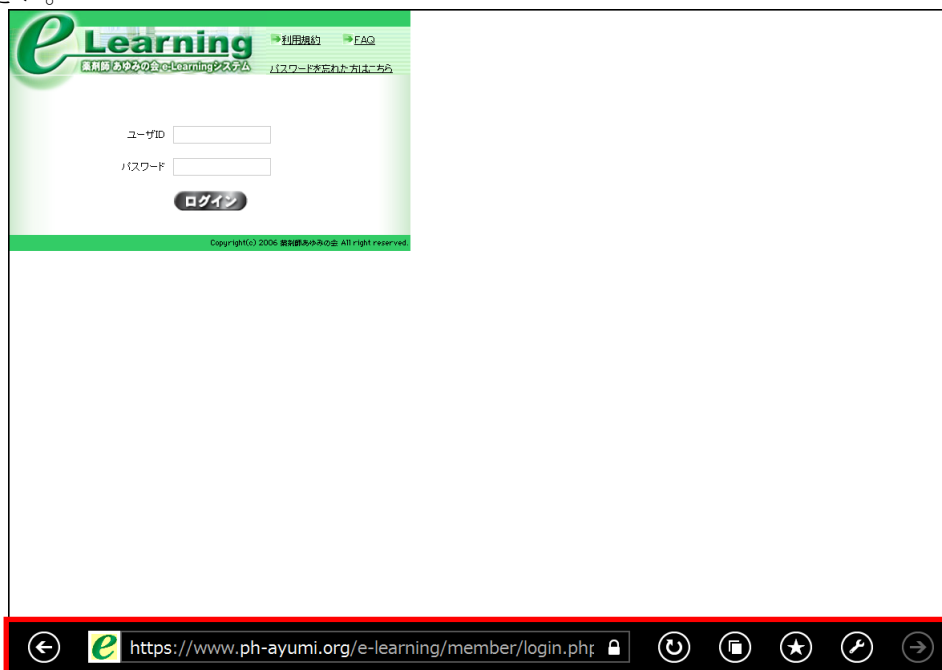 e Learning
薬剤師 あゆみの会 e-Learningシステム
利用規約 FAQ
パスワードを忘れた方はこちら
ユーザID
パスワード
ログイン
Copyright(c) 2006 薬剤師あゆみの会 All right reserved.
e https://www.ph-ayumi.org/e-learning/member/login.php